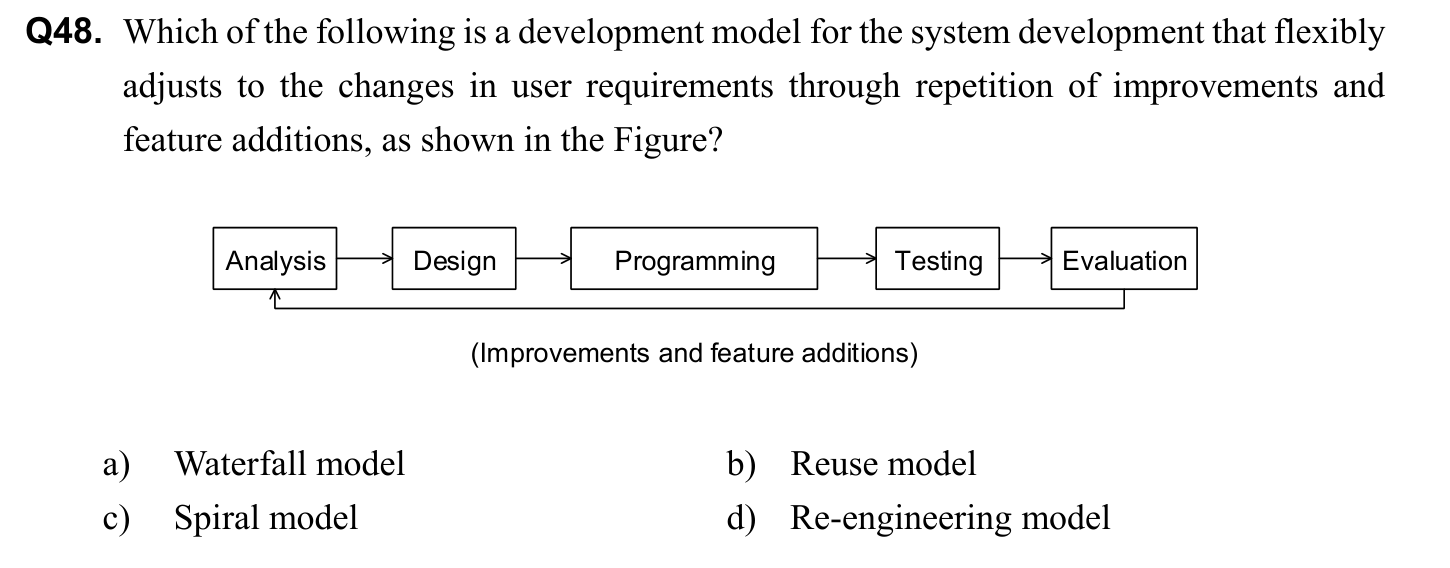 Q48. Which of the following is a development model for the system development that flexibly
adjusts to the changes in user requirements through repetition of improvements and
feature additions, as shown in the Figure?
Analysis Design Programming Testing Evaluation
(Improvements and feature additions)
a) Waterfall model b) Reuse model
c) Spiral model d) Re-engineering model